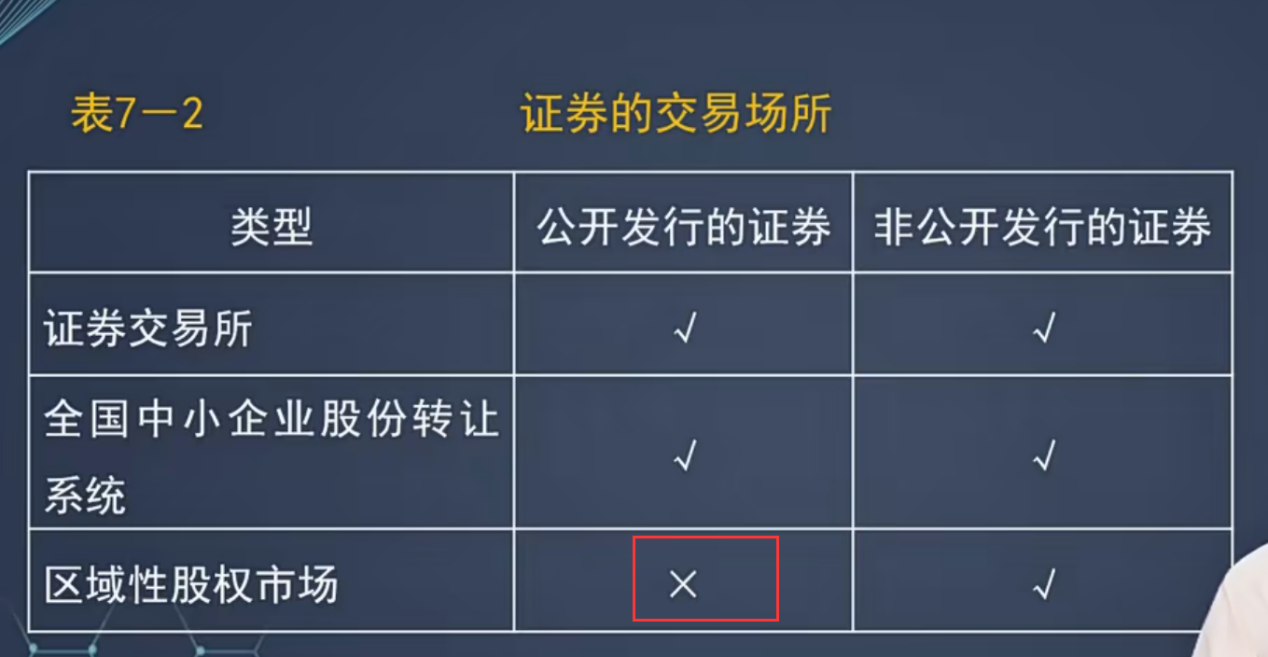 表7—2 证券的交易场所
类型 公开发行的证券 非公开发行的证券
证券交易所 √ √
全国中小企业股份转让
系统 √ √
区域性股权市场 × √